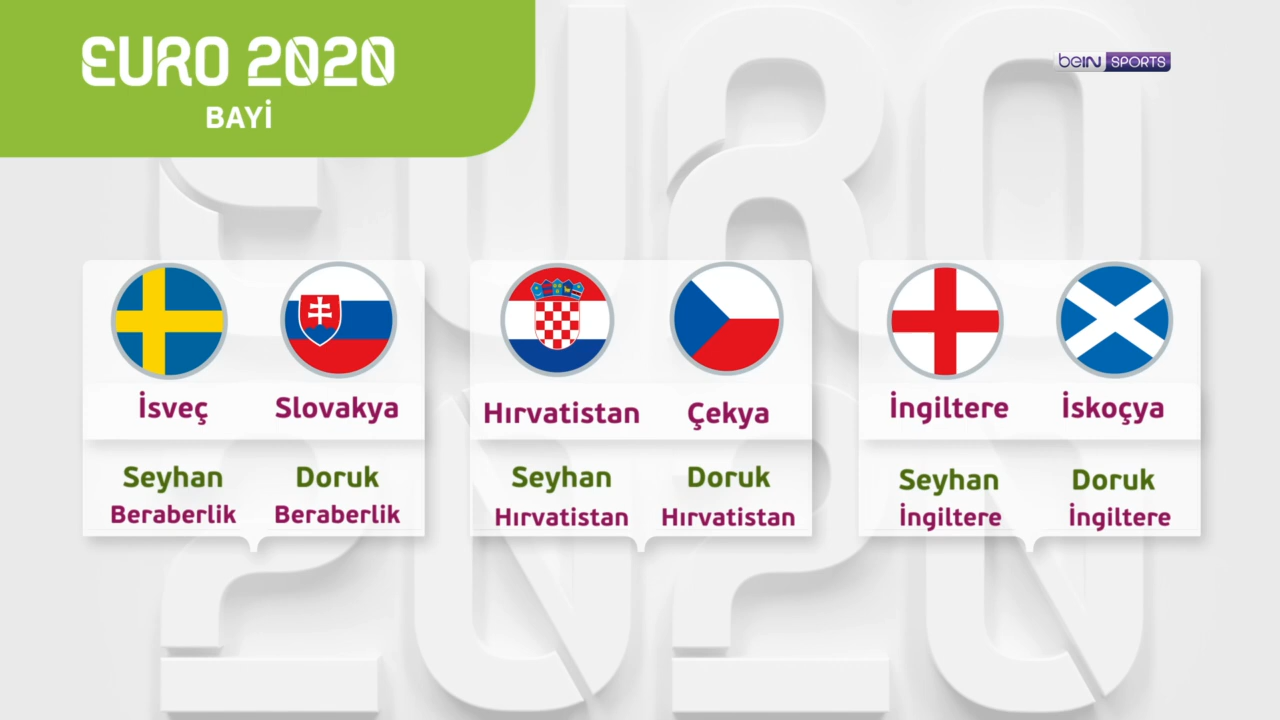 EURO 2020
BAYİ
beIN SPORTS
İsveç Slovakya
Seyhan Doruk
Beraberlik Beraberlik
Hırvatistan Çekya
Seyhan Doruk
Hırvatistan Hırvatistan
İngiltere İskoçya
Seyhan Doruk
İngiltere İngiltere